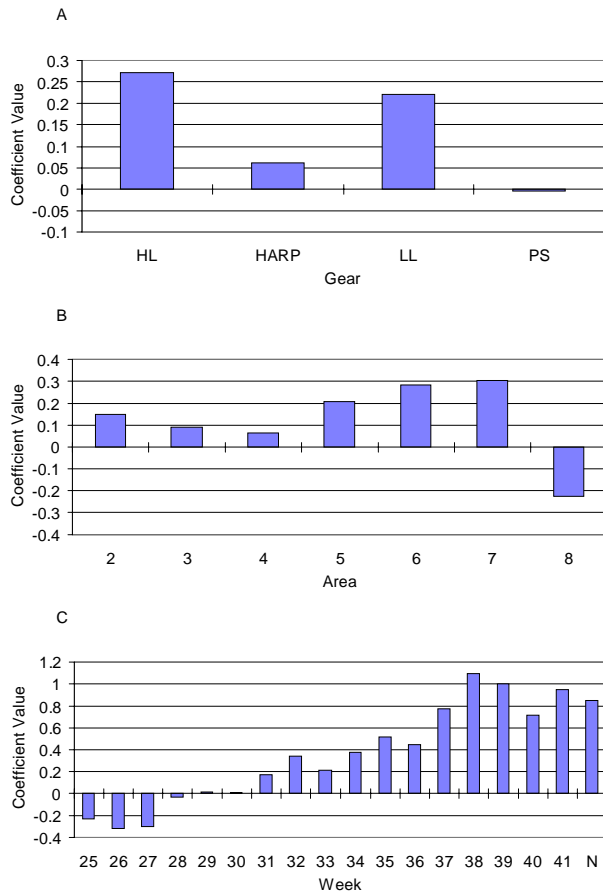 A
0.3
0.25
0.2
0.15
0.1
0.05
0
-0.05
-0.1
Coefficient Value
HL HARP LL PS
Gear
B
0.4
0.3
0.2
0.1
0
-0.1
-0.2
-0.3
-0.4
Coefficient Value
2 3 4 5 6 7 8
Area
C
1.2
1
0.8
0.6
0.4
0.2
0
-0.2
-0.4
Coefficient Value
25 26 27 28 29 30 31 32 33 34 35 36 37 38 39 40 41 N
Week